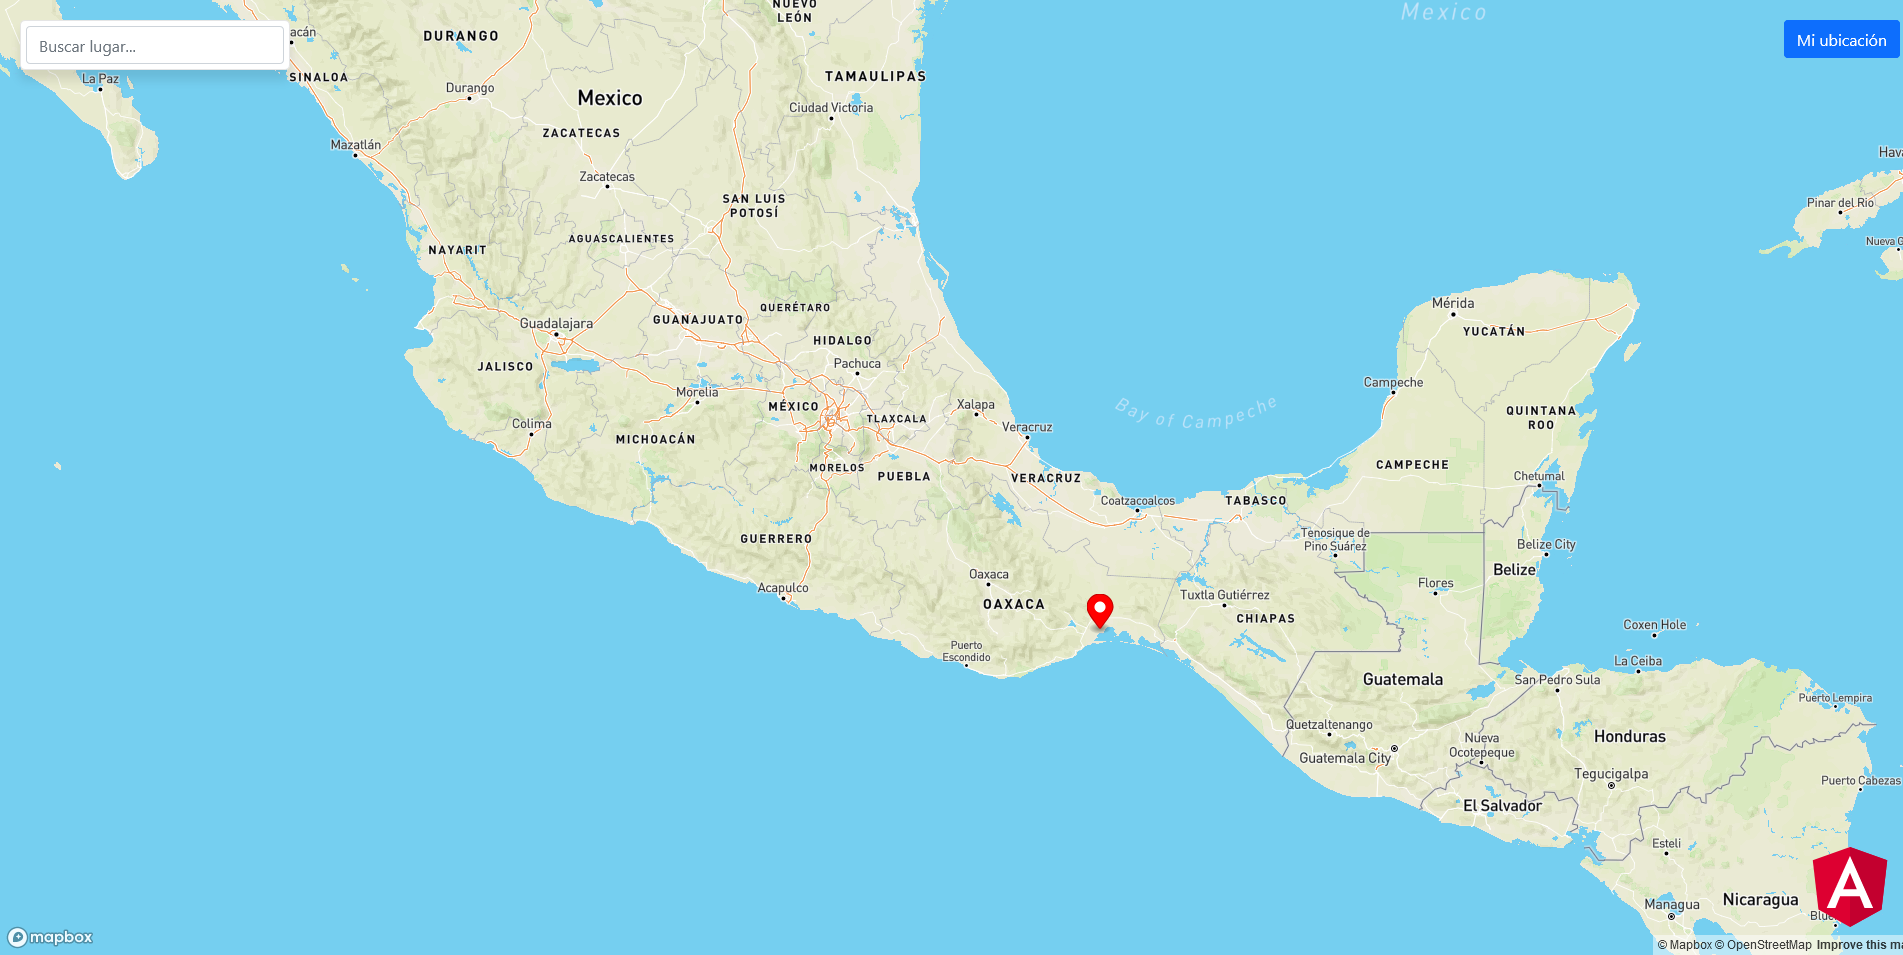 NUEVO
LEÓN
Mexico
acán
DURANGO
Buscar lugar...
Mi ubicación
La Paz
SINALOA
TAMAULIPAS
Durango
Mexico
Ciudad Victoria
ZACATECAS
Mazatlán
Hava
Zacatecas
SAN LUIS
POTOSÍ
Pinar del Rio
AGUASCALIENTES
NAYARIT
Nueva G
Mérida
QUERÉTARO
GUANAJUATO
Guadalajara
YUCATÁN
HIDALGO
Pachuca
JALISCO
Campeche
Morelia
MÉXICO
Xalapa
Bay of Campeche
QUINTANA
ROO
TLAXCALA
Colima
Veracruz
MICHOACÁN
MORELOS
CAMPECHE
PUEBLA
VERACRUZ
Chetumal
Coatzacoalcos
TABASCO
Tenosique de
Pino Suárez
GUERRERO
Belize City
Belize
Oaxaca
Flores
Acapulco
Tuxtla Gutiérrez
OAXACA
CHIAPAS
Coxen Hole
Puerto
Escondido
La Ceiba
Guatemala
San Pedro Sula
Puerto Lempira
Quetzaltenango
Nueva
Ocotepeque
Honduras
Guatemala City
Tegucigalpa
Puerto Cabezas
El Salvador
Esteli
A
Nicaragua
Managua
Blue
mapbox
© Mapbox © OpenStreetMap Improve this ma